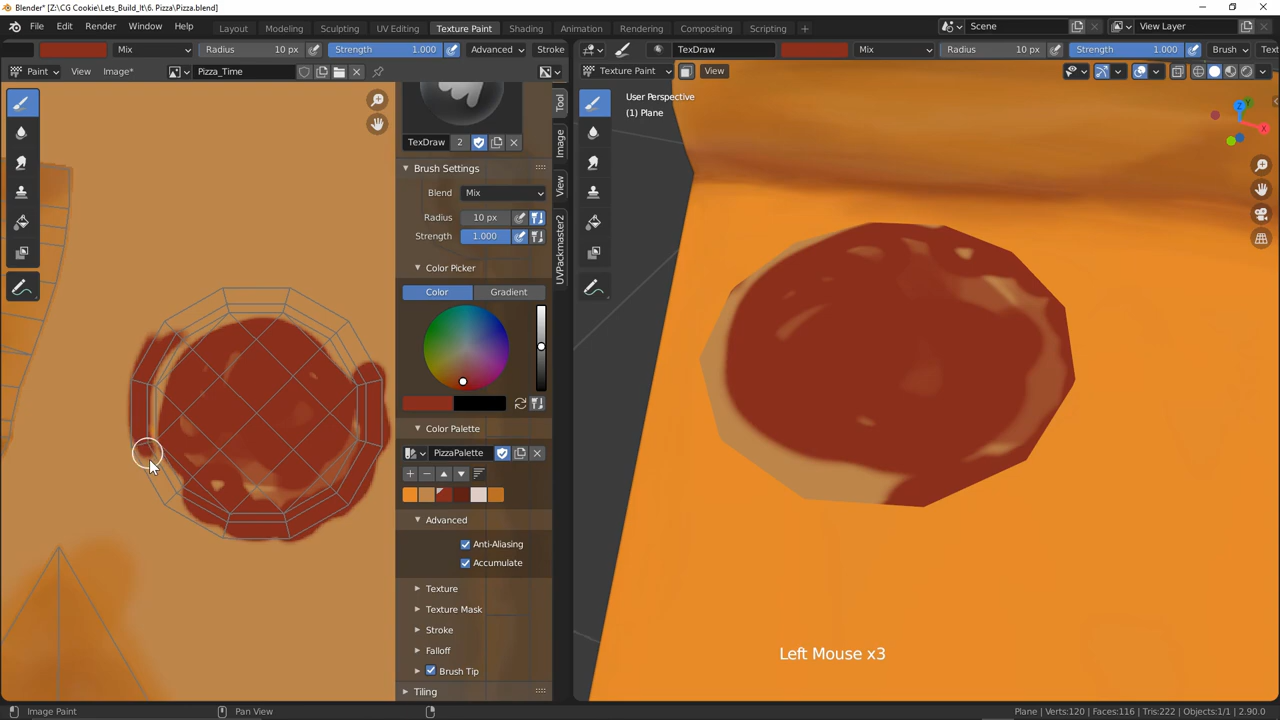 Blender* [Z:\CG Cookie\Lets_Build_It\6. Pizza\Pizza.blend]
File Edit Render Window Help Layout Modeling Sculpting UV Editing Texture Paint Shading Animation Rendering Compositing Scripting + Scene View Layer
Mix Radius 10 px Strength 1.000 Advanced Stroke TexDraw Mix Radius 10 px Strength 1.000 Brush
Paint View Image* Pizza_Time Texture Paint View
User Perspective
(1) Plane
Tool
Image
View
UVPackmaster2
TexDraw 2
Brush Settings
Blend Mix
Radius 10 px
Strength 1.000
Color Picker
Color Gradient
Color Palette
PizzaPalette
Advanced
Anti-Aliasing
Accumulate
Texture
Texture Mask
Stroke
Falloff
Brush Tip
Tiling
Left Mouse x3
Image Paint Pan View Plane | Verts:120 | Faces:116 | Tris:222 | Objects:1/1 | 2.90.0